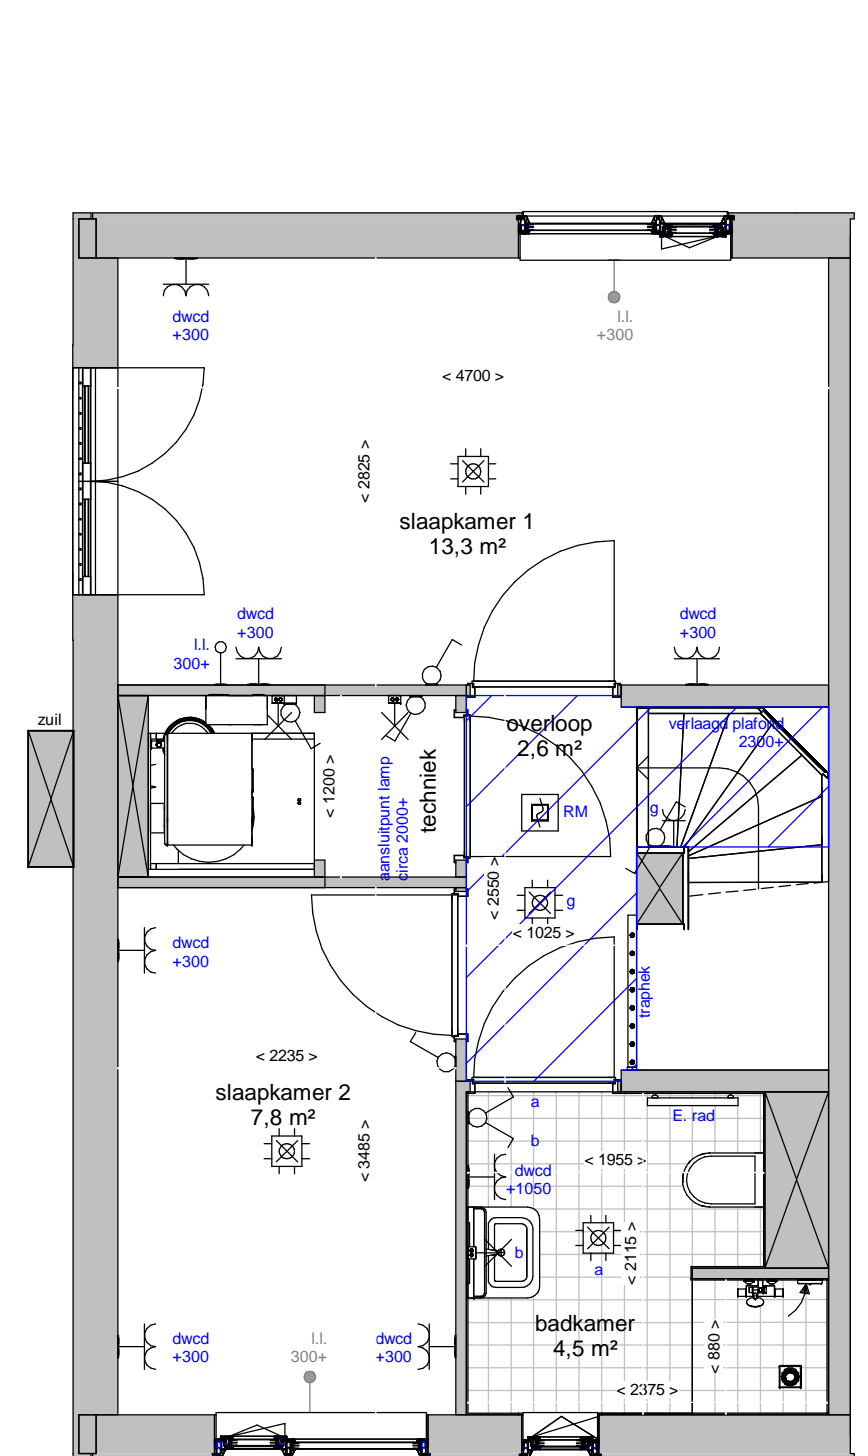 dwcd
+300
l.l.
+300
< 4700 >
< 2825 >
slaapkamer 1
13,3 m²
dwcd
+300
l.l.
300+
dwcd
+300
zuil
overloop
2,6 m²
verlaagd plafond
2300+
< 1200 >
aansluitpunt lamp
circa 2000+
techniek
RM
g
< 2550 >
g
< 1025 >
traphek
dwcd
+300
< 2235 >
slaapkamer 2
7,8 m²
< 3485 >
a
b
E. rad
dwcd
+1050
< 1955 >
b
a
< 2115 >
badkamer
4,5 m²
< 880 >
< 2375 >
dwcd
+300
l.l.
300+
dwcd
+300